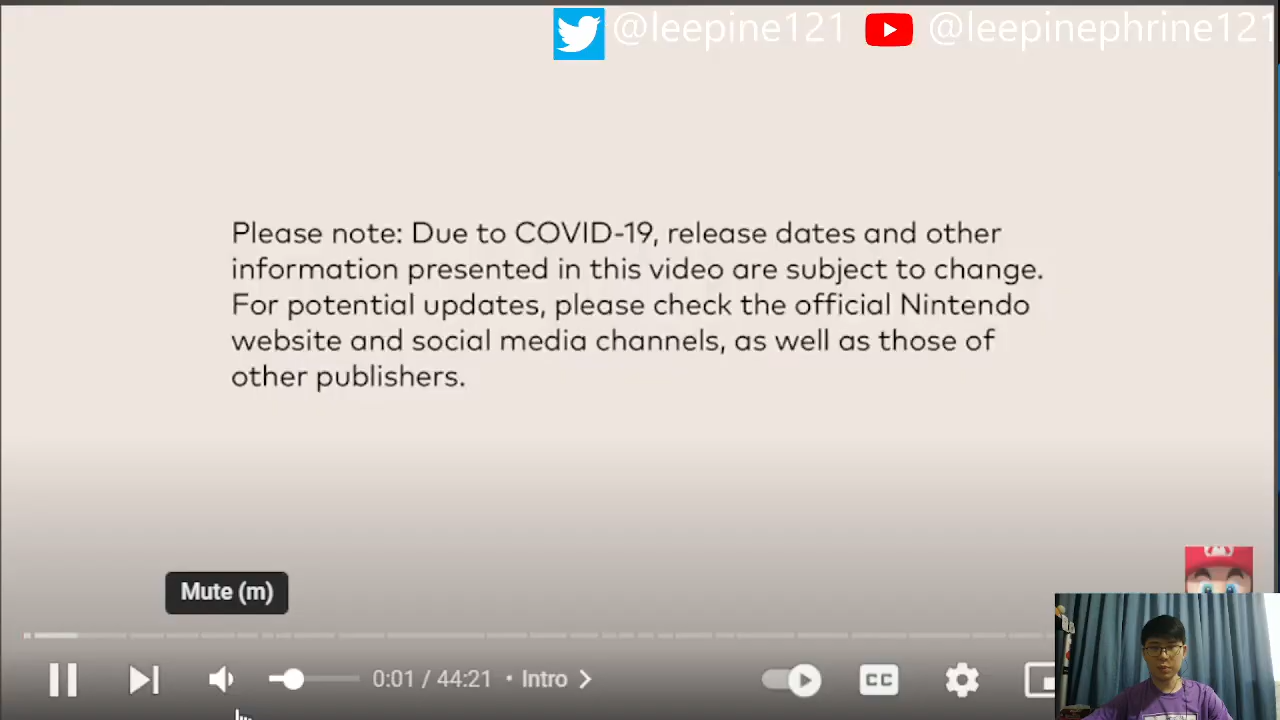 @leepine121 @leepinephrine121
Please note: Due to COVID-19, release dates and other
information presented in this video are subject to change.
For potential updates, please check the official Nintendo
website and social media channels, as well as those of
other publishers.
Mute (m)
0:01 / 44:21 • Intro
CC